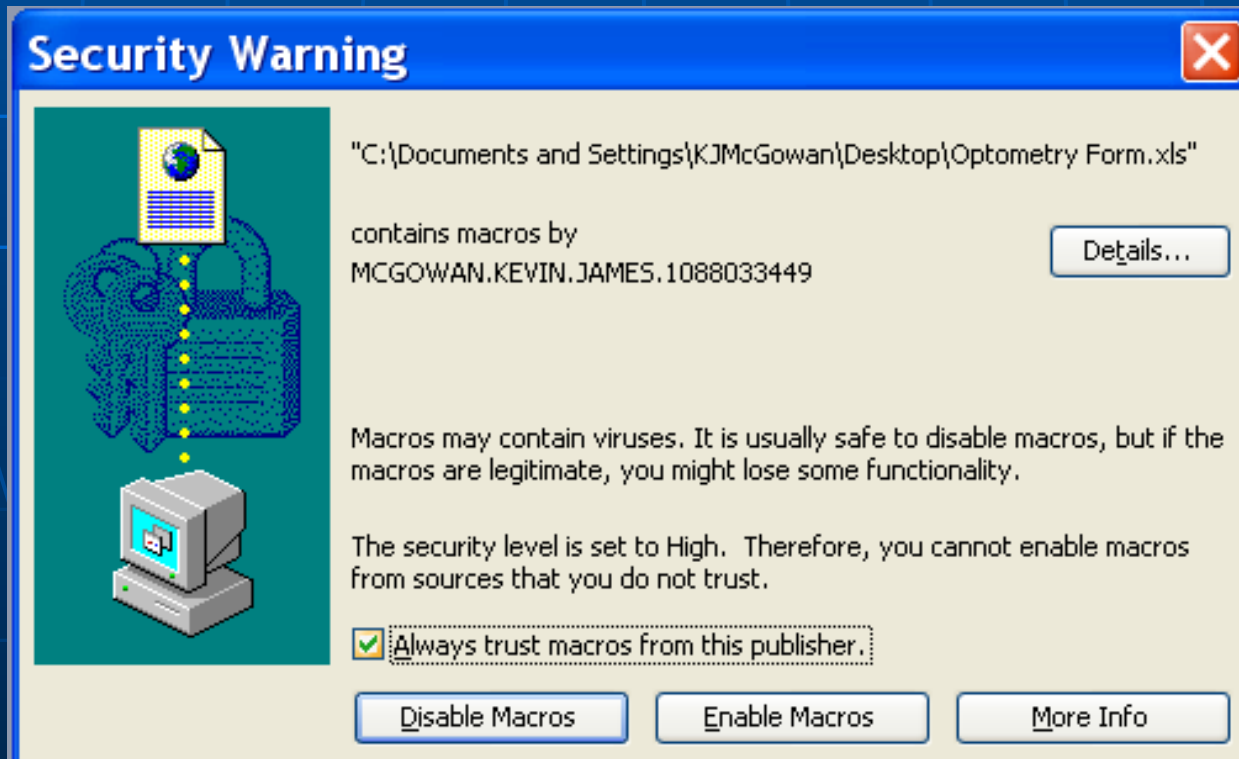 Security Warning
"C:\Documents and Settings\KJMcGowan\Desktop\Optometry Form.xls"
contains macros by
MCGOWAN.KEVIN.JAMES.1088033449
Details...
Macros may contain viruses. It is usually safe to disable macros, but if the
macros are legitimate, you might lose some functionality.
The security level is set to High.  Therefore, you cannot enable macros
from sources that you do not trust.
Always trust macros from this publisher.
Disable Macros
Enable Macros
More Info